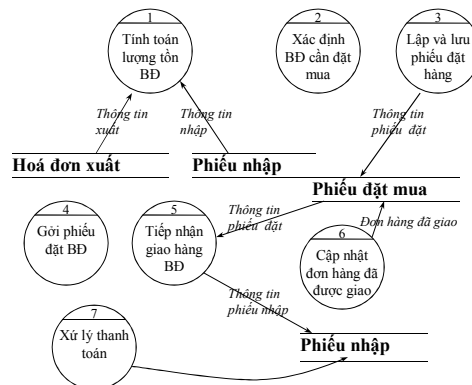 1
Tính toán
lượng tồn
BĐ
2
Xác định
BĐ cần đặt
mua
3
Lập và lưu
phiếu đặt
hàng
Thông tin
xuất
Thông tin
nhập
Thông tin
phiếu đặt
Hoá đơn xuất
Phiếu nhập
Phiếu đặt mua
4
Gởi phiếu
đặt BĐ
5
Tiếp nhận
giao hàng
BĐ
Thông tin
phiếu đặt
Đơn hàng đã giao
6
Cập nhật
đơn hàng đã
được giao
Thông tin
phiếu nhập
7
Xử lý thanh
toán
Phiếu nhập